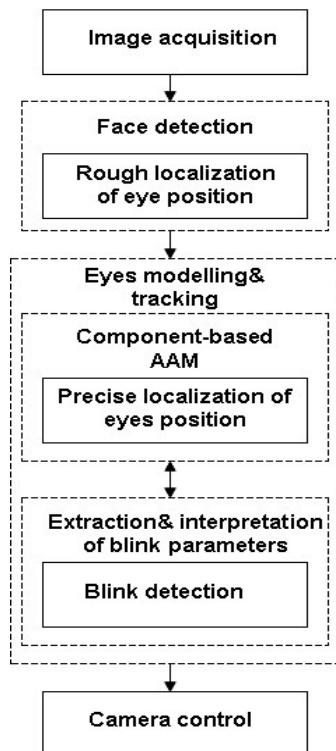 Image acquisition
Face detection
Rough localization
of eye position
Eyes modelling&
tracking
Component-based
AAM
Precise localization of
eyes position
Extraction& interpretation
of blink parameters
Blink detection
Camera control